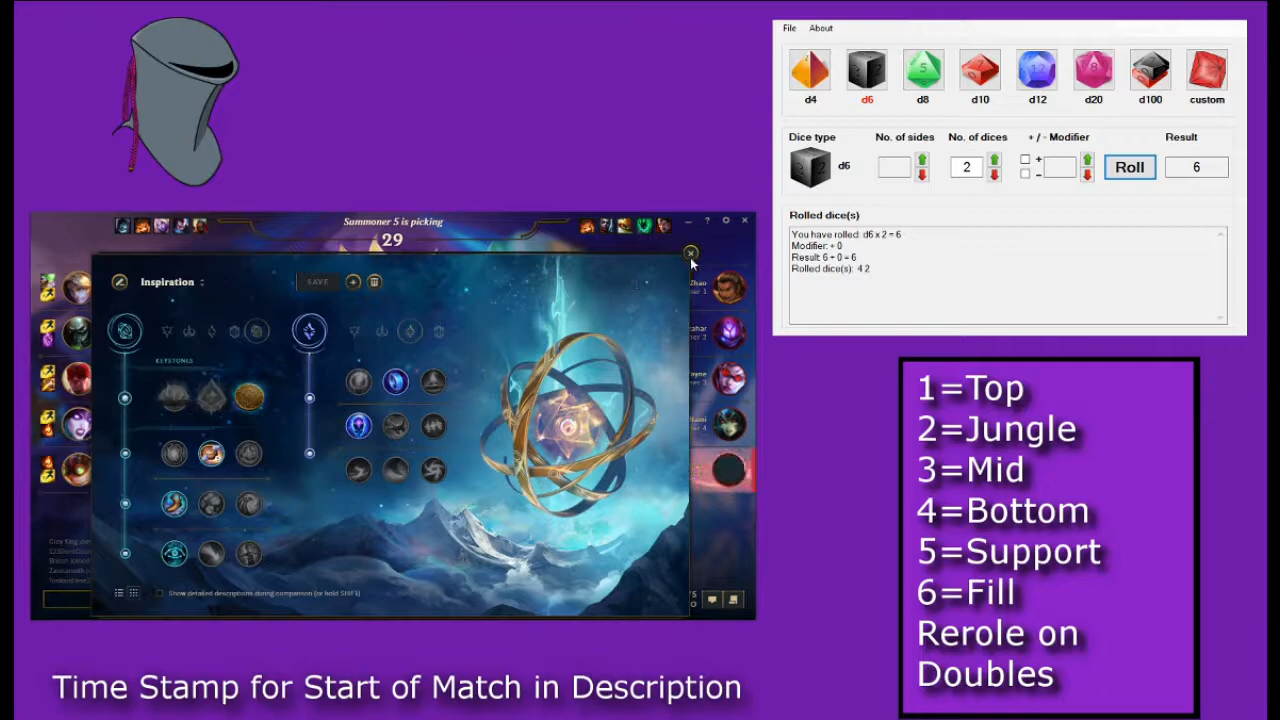 File About
d4 d6 d8 d10 d12 d20 d100 custom
Dice type No. of sides No. of dices + / - Modifier Result
d6 2 + - Roll 6
Rolled dice(s)
You have rolled: d6 x 2 = 6
Modifier: + 0
Result: 6 + 0 = 6
Rolled dice(s): 4 2
Summoner 5 is picking
29
Inspiration
SAVE
KEYSTONES
Show detailed descriptions during comparison (or hold SHIFT)
1=Top
2=Jungle
3=Mid
4=Bottom
5=Support
6=Fill
Rerole on
Doubles
Time Stamp for Start of Match in Description